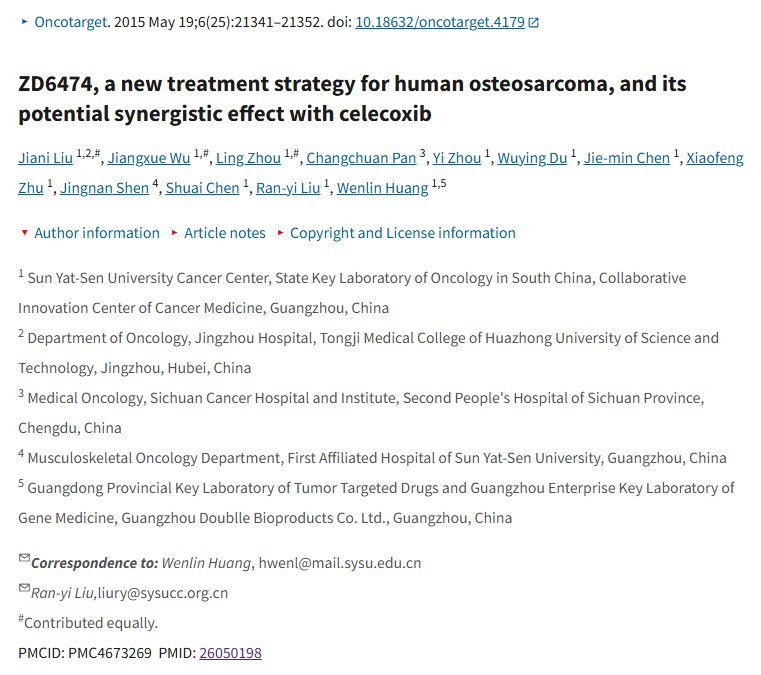 Oncotarget. 2015 May 19;6(25):21341–21352. doi: 10.18632/oncotarget.4179
ZD6474, a new treatment strategy for human osteosarcoma, and its
potential synergistic effect with celecoxib
Jiani Liu 1,2,#, Jiangxue Wu 1,#, Ling Zhou 1,#, Changchuan Pan 3, Yi Zhou 1, Wuying Du 1, Jie-min Chen 1, Xiaofeng
Zhu 1, Jingnan Shen 4, Shuai Chen 1, Ran-yi Liu 1, Wenlin Huang 1,5
Author information Article notes Copyright and License information
1 Sun Yat-Sen University Cancer Center, State Key Laboratory of Oncology in South China, Collaborative
Innovation Center of Cancer Medicine, Guangzhou, China
2 Department of Oncology, Jingzhou Hospital, Tongji Medical College of Huazhong University of Science and
Technology, Jingzhou, Hubei, China
3 Medical Oncology, Sichuan Cancer Hospital and Institute, Second People's Hospital of Sichuan Province,
Chengdu, China
4 Musculoskeletal Oncology Department, First Affiliated Hospital of Sun Yat-Sen University, Guangzhou, China
5 Guangdong Provincial Key Laboratory of Tumor Targeted Drugs and Guangzhou Enterprise Key Laboratory of
Gene Medicine, Guangzhou Doublle Bioproducts Co. Ltd., Guangzhou, China
Correspondence to: Wenlin Huang, hwenl@mail.sysu.edu.cn
Ran-yi Liu,liury@sysucc.org.cn
#Contributed equally.
PMCID: PMC4673269 PMID: 26050198